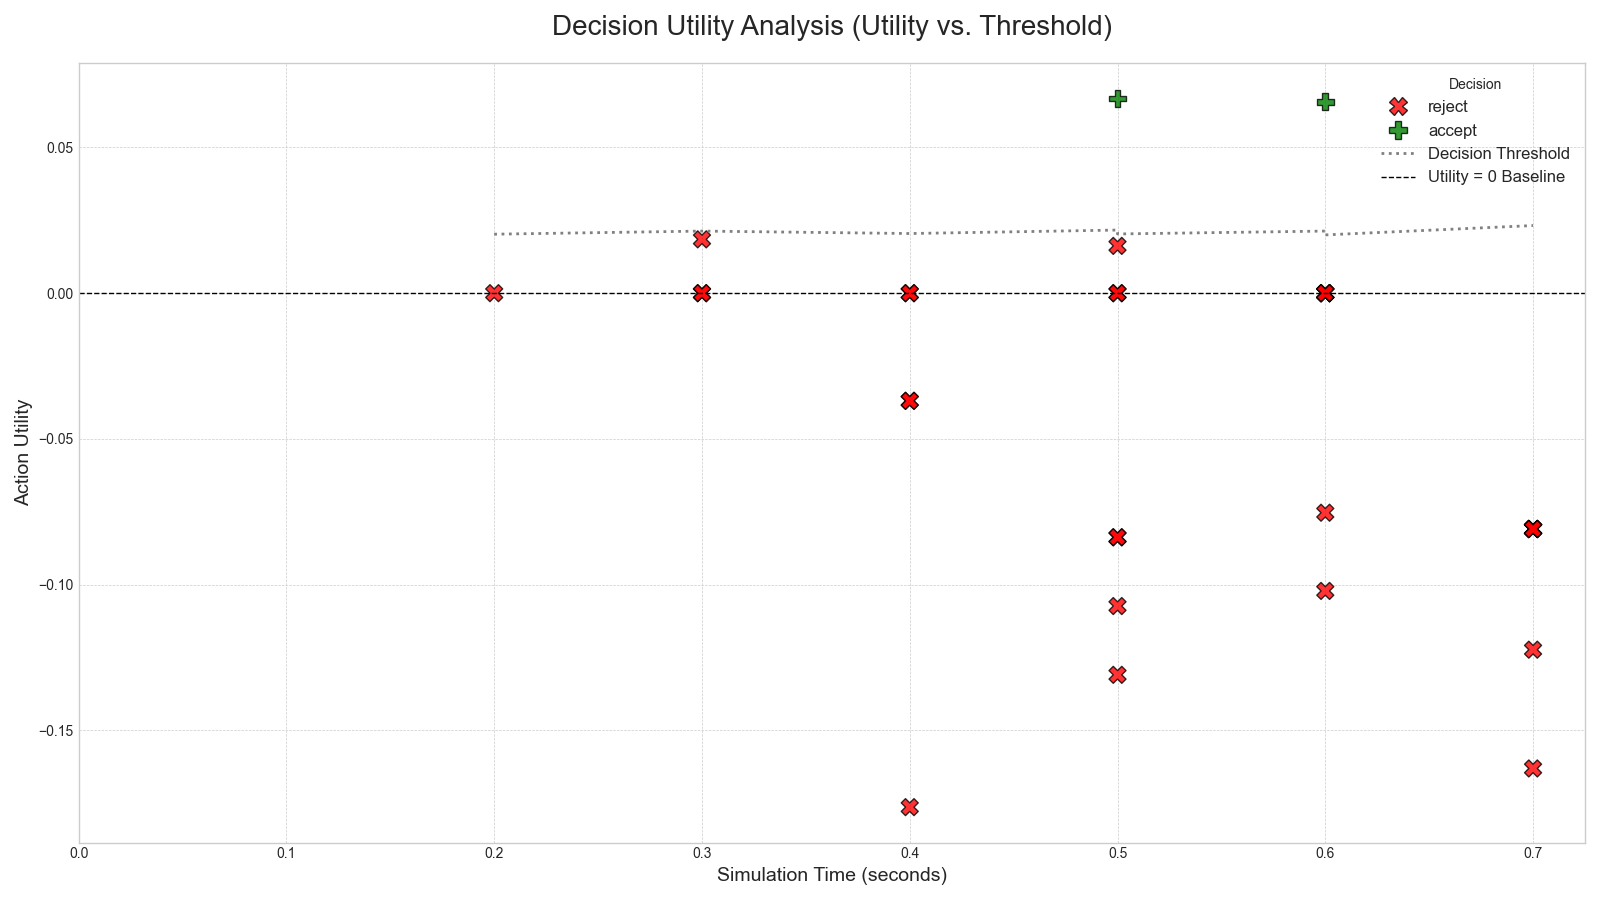 Decision Utility Analysis (Utility vs. Threshold)
Decision
reject
accept
Decision Threshold
Utility = 0 Baseline
Action Utility
0.05
0.00
−0.05
−0.10
−0.15
0.0 0.1 0.2 0.3 0.4 0.5 0.6 0.7
Simulation Time (seconds)